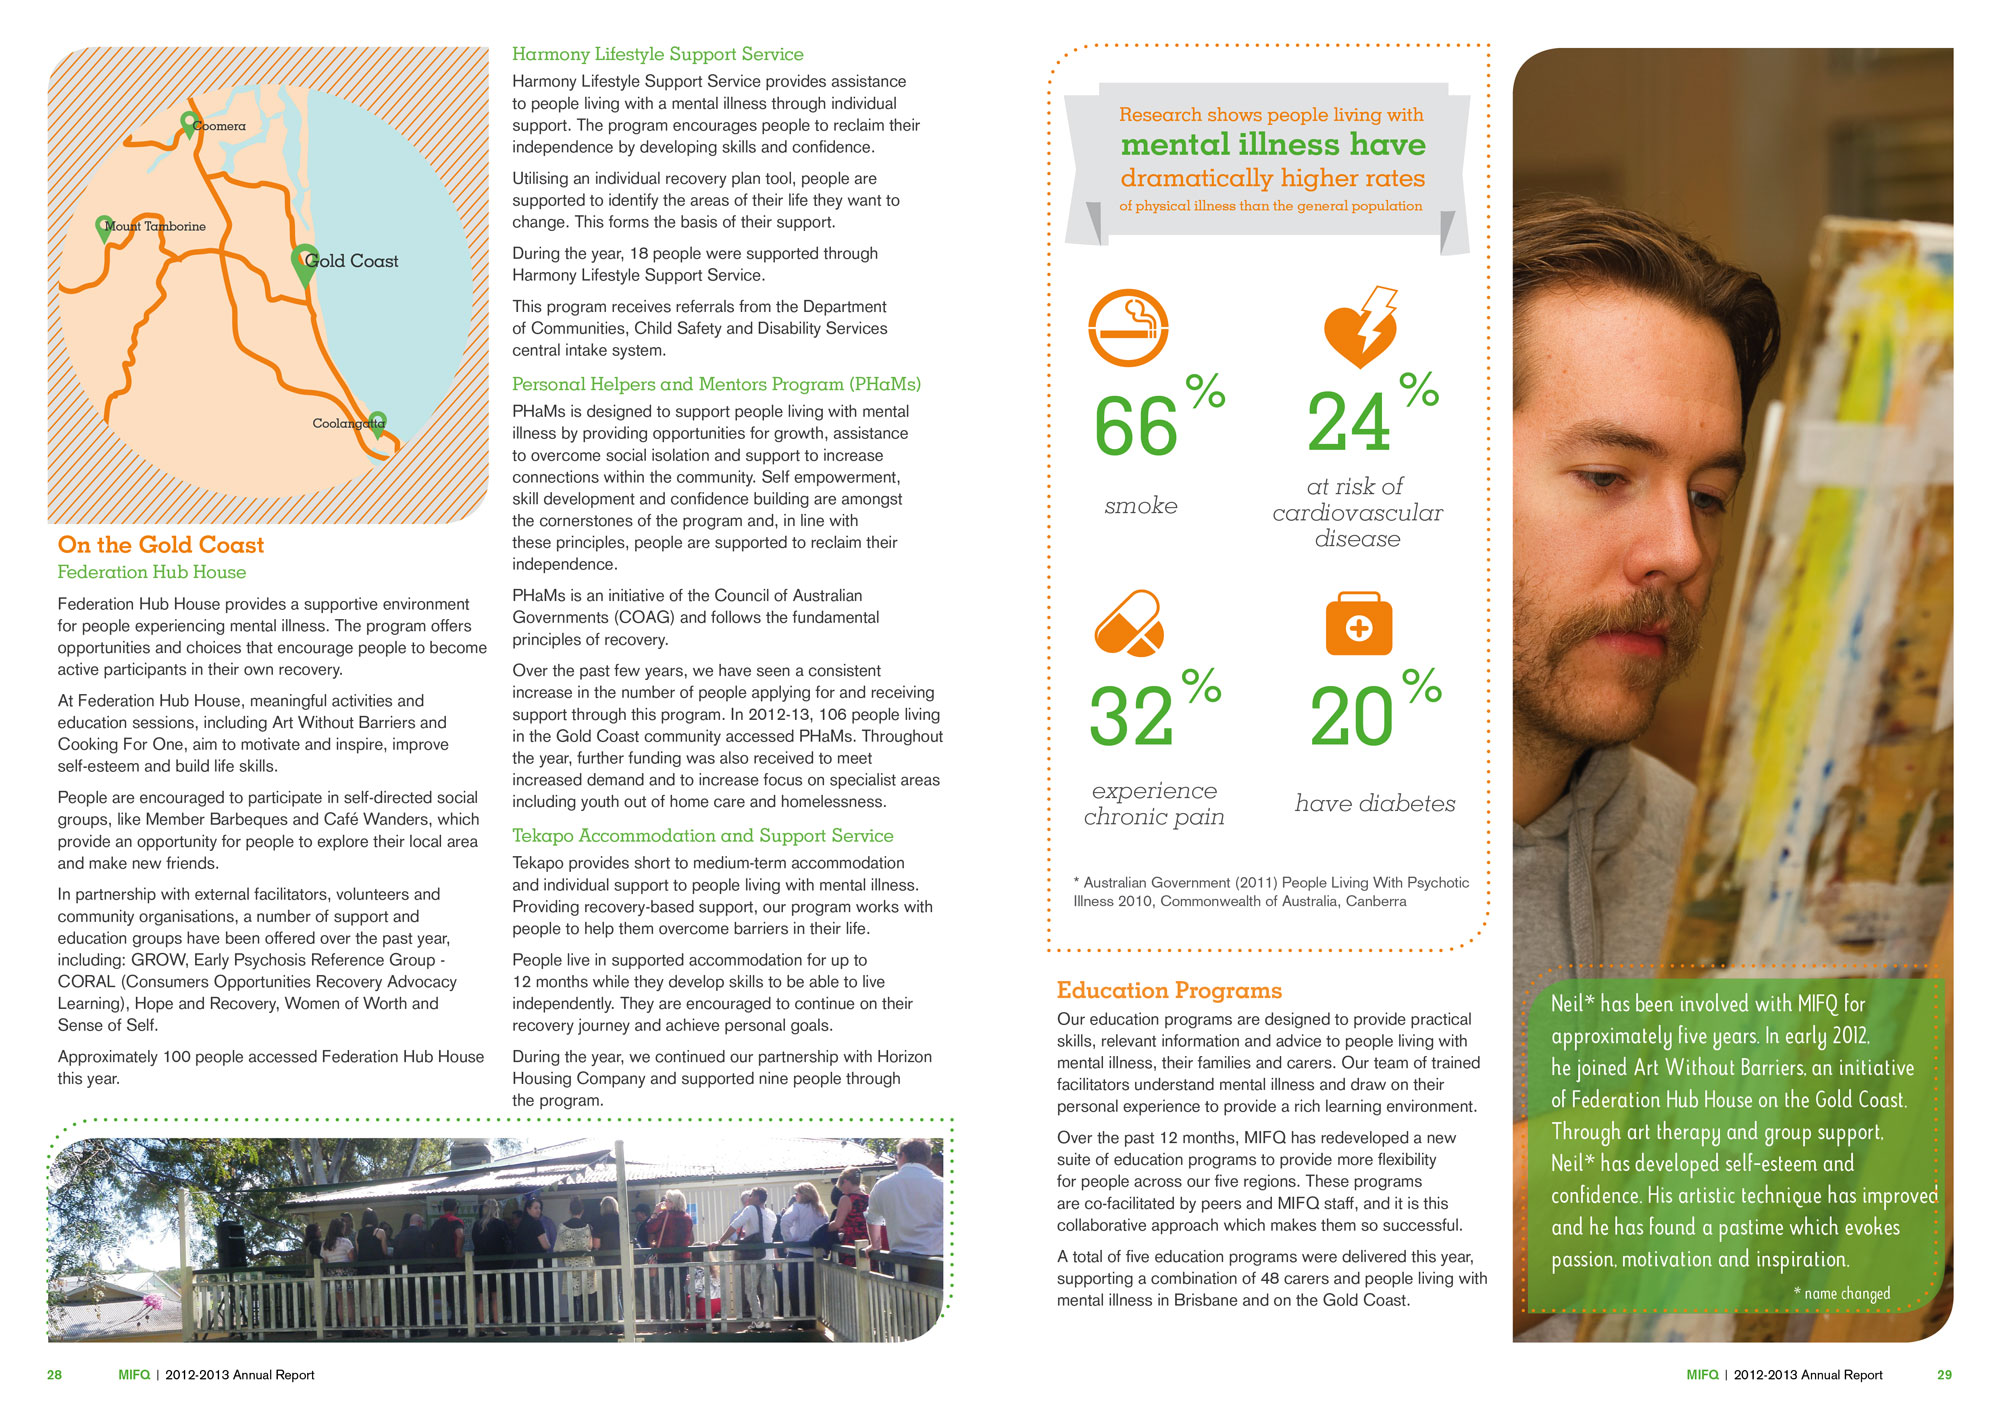 Coomera
Mount Tamborine
Gold Coast
Coolangatta
On the Gold Coast
Federation Hub House
Federation Hub House provides a supportive environment
for people experiencing mental illness. The program offers
opportunities and choices that encourage people to become
active participants in their own recovery.
At Federation Hub House, meaningful activities and
education sessions, including Art Without Barriers and
Cooking For One, aim to motivate and inspire, improve
self-esteem and build life skills.
People are encouraged to participate in self-directed social
groups, like Member Barbeques and Café Wanders, which
provide an opportunity for people to explore their local area
and make new friends.
In partnership with external facilitators, volunteers and
community organisations, a number of support and
education groups have been offered over the past year,
including: GROW, Early Psychosis Reference Group -
CORAL (Consumers Opportunities Recovery Advocacy
Learning), Hope and Recovery, Women of Worth and
Sense of Self.
Approximately 100 people accessed Federation Hub House
this year.
Harmony Lifestyle Support Service
Harmony Lifestyle Support Service provides assistance
to people living with a mental illness through individual
support. The program encourages people to reclaim their
independence by developing skills and confidence.
Utilising an individual recovery plan tool, people are
supported to identify the areas of their life they want to
change. This forms the basis of their support.
During the year, 18 people were supported through
Harmony Lifestyle Support Service.
This program receives referrals from the Department
of Communities, Child Safety and Disability Services
central intake system.
Personal Helpers and Mentors Program (PHaMs)
PHaMs is designed to support people living with mental
illness by providing opportunities for growth, assistance
to overcome social isolation and support to increase
connections within the community. Self empowerment,
skill development and confidence building are amongst
the cornerstones of the program and, in line with
these principles, people are supported to reclaim their
independence.
PHaMs is an initiative of the Council of Australian
Governments (COAG) and follows the fundamental
principles of recovery.
Over the past few years, we have seen a consistent
increase in the number of people applying for and receiving
support through this program. In 2012-13, 106 people living
in the Gold Coast community accessed PHaMs. Throughout
the year, further funding was also received to meet
increased demand and to increase focus on specialist areas
including youth out of home care and homelessness.
Tekapo Accommodation and Support Service
Tekapo provides short to medium-term accommodation
and individual support to people living with mental illness.
Providing recovery-based support, our program works with
people to help them overcome barriers in their life.
People live in supported accommodation for up to
12 months while they develop skills to be able to live
independently. They are encouraged to continue on their
recovery journey and achieve personal goals.
During the year, we continued our partnership with Horizon
Housing Company and supported nine people through
the program.
28 MIFQ | 2012-2013 Annual Report
Research shows people living with
mental illness have
dramatically higher rates
of physical illness than the general population
66%
smoke
24%
at risk of
cardiovascular
disease
32%
experience
chronic pain
20%
have diabetes
* Australian Government (2011) People Living With Psychotic
Illness 2010, Commonwealth of Australia, Canberra
Education Programs
Our education programs are designed to provide practical
skills, relevant information and advice to people living with
mental illness, their families and carers. Our team of trained
facilitators understand mental illness and draw on their
personal experience to provide a rich learning environment.
Over the past 12 months, MIFQ has redeveloped a new
suite of education programs to provide more flexibility
for people across our five regions. These programs
are co-facilitated by peers and MIFQ staff, and it is this
collaborative approach which makes them so successful.
A total of five education programs were delivered this year,
supporting a combination of 48 carers and people living with
mental illness in Brisbane and on the Gold Coast.
Neil* has been involved with MIFQ for
approximately five years. In early 2012,
he joined Art Without Barriers, an initiative
of Federation Hub House on the Gold Coast.
Through art therapy and group support,
Neil* has developed self-esteem and
confidence. His artistic technique has improved
and he has found a pastime which evokes
passion, motivation and inspiration.
* name changed
MIFQ | 2012-2013 Annual Report 29